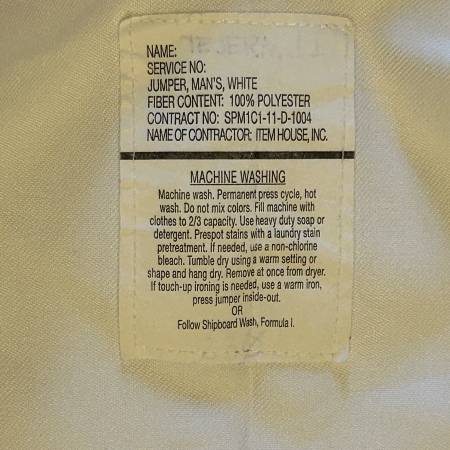 NAME:
SERVICE NO:
JUMPER, MAN'S, WHITE
FIBER CONTENT: 100% POLYESTER
CONTRACT NO: SPM1C1-11-D-1004
NAME OF CONTRACTOR: ITEM HOUSE, INC.
MACHINE WASHING
Machine wash. Permanent press cycle, hot
wash. Do not mix colors. Fill machine with
clothes to 2/3 capacity. Use heavy duty soap or
detergent. Prespot stains with a laundry stain
pretreatment. If needed, use a non-chlorine
bleach. Tumble dry using a warm setting or
shape and hang dry. Remove at once from dryer.
If touch-up ironing is needed, use a warm iron,
press jumper inside-out.
OR
Follow Shipboard Wash, Formula I.